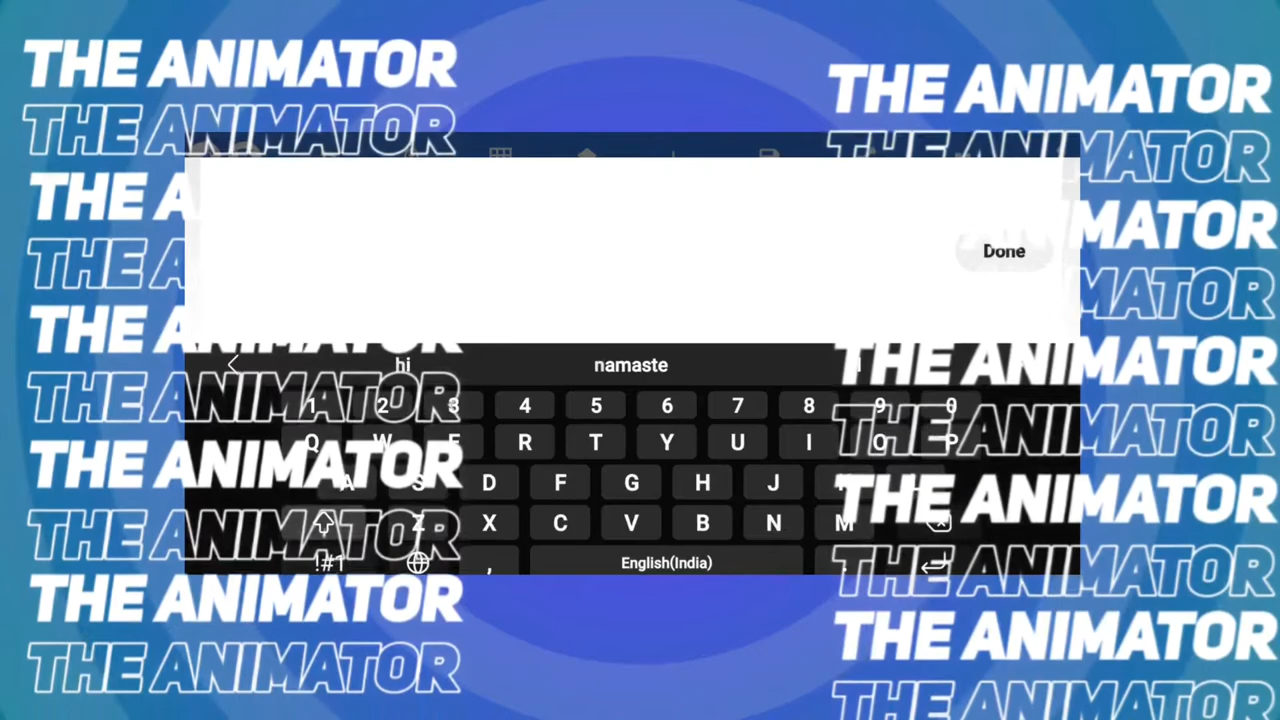 THE ANIMATOR
THE ANIMATOR
THE ANIMATOR
THE ANIMATOR
THE ANIMATOR
THE ANIMATOR
THE ANIMATOR
THE ANIMATOR
THE ANIMATOR
THE ANIMATOR
Done
hi
namaste
1 2 3 4 5 6 7 8 9 0
Q W E R T Y U I O P
A S D F G H J
Z X C V B N M
!#1
,
English(India)
.
THE ANIMATOR
THE ANIMATOR
ANIMATOR
ANIMATOR
THE ANIMATOR
THE ANIMATOR
THE ANIMATOR
THE ANIMATOR
THE ANIMATOR
THE ANIMATOR